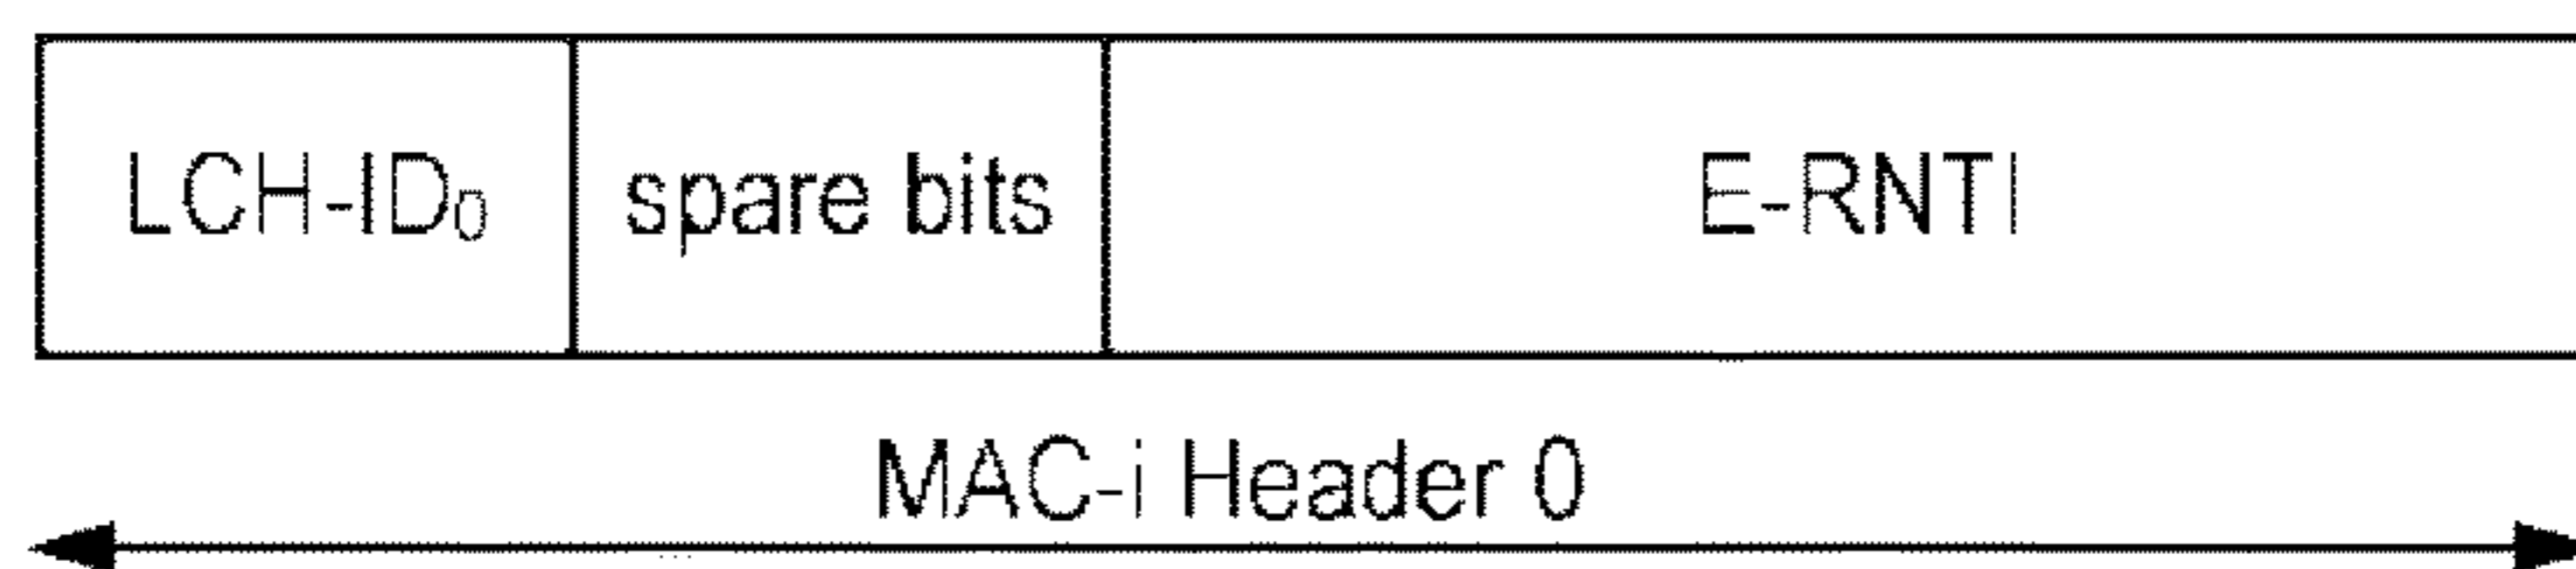 LCH-ID₀ spare bits E-RNTI
MAC-i Header 0